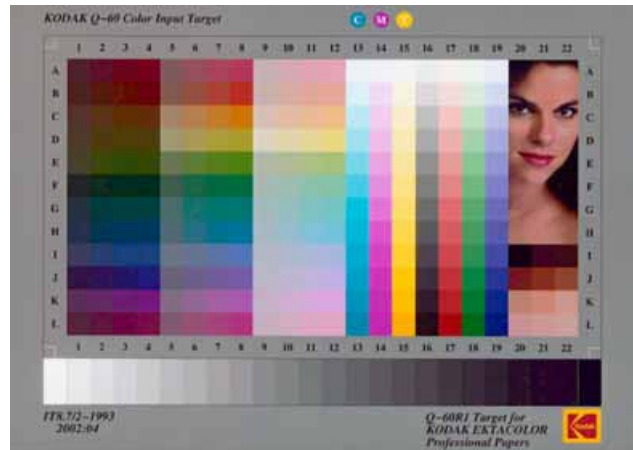 KODAK Q-60 Color Input Target
C M Y
1 2 3 4 5 6 7 8 9 10 11 12 13 14 15 16 17 18 19 20 21 22
A A
B B
C C
D D
E E
F F
G G
H H
I I
J J
K K
L L
1 2 3 4 5 6 7 8 9 10 11 12 13 14 15 16 17 18 19 20 21 22
IT8.7/2-1993
2002:04
Q-60R1 Target for
KODAK EKTACOLOR
Professional Papers
Kodak